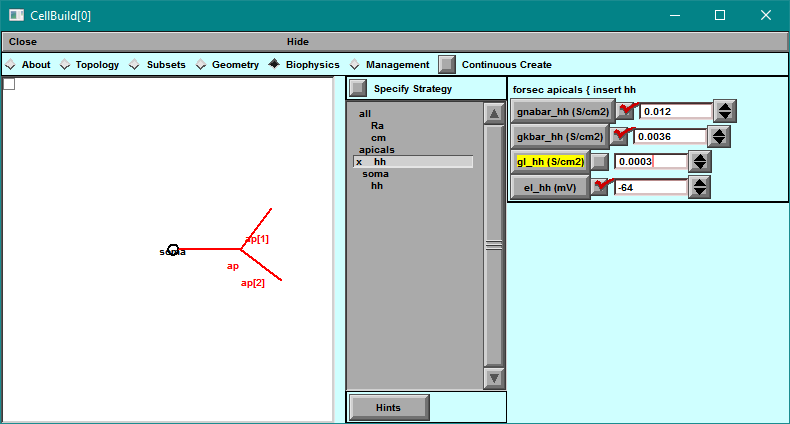 CellBuild[0]
Close Hide
About Topology Subsets Geometry Biophysics Management Continuous Create
soma
ap[1]
ap
ap[2]
Specify Strategy
all
Ra
cm
apicals
x hh
soma
hh
Hints
forsec apicals { insert hh
gnabar_hh (S/cm2) 0.012
gkbar_hh (S/cm2) 0.0036
gl_hh (S/cm2) 0.0003
el_hh (mV) -64